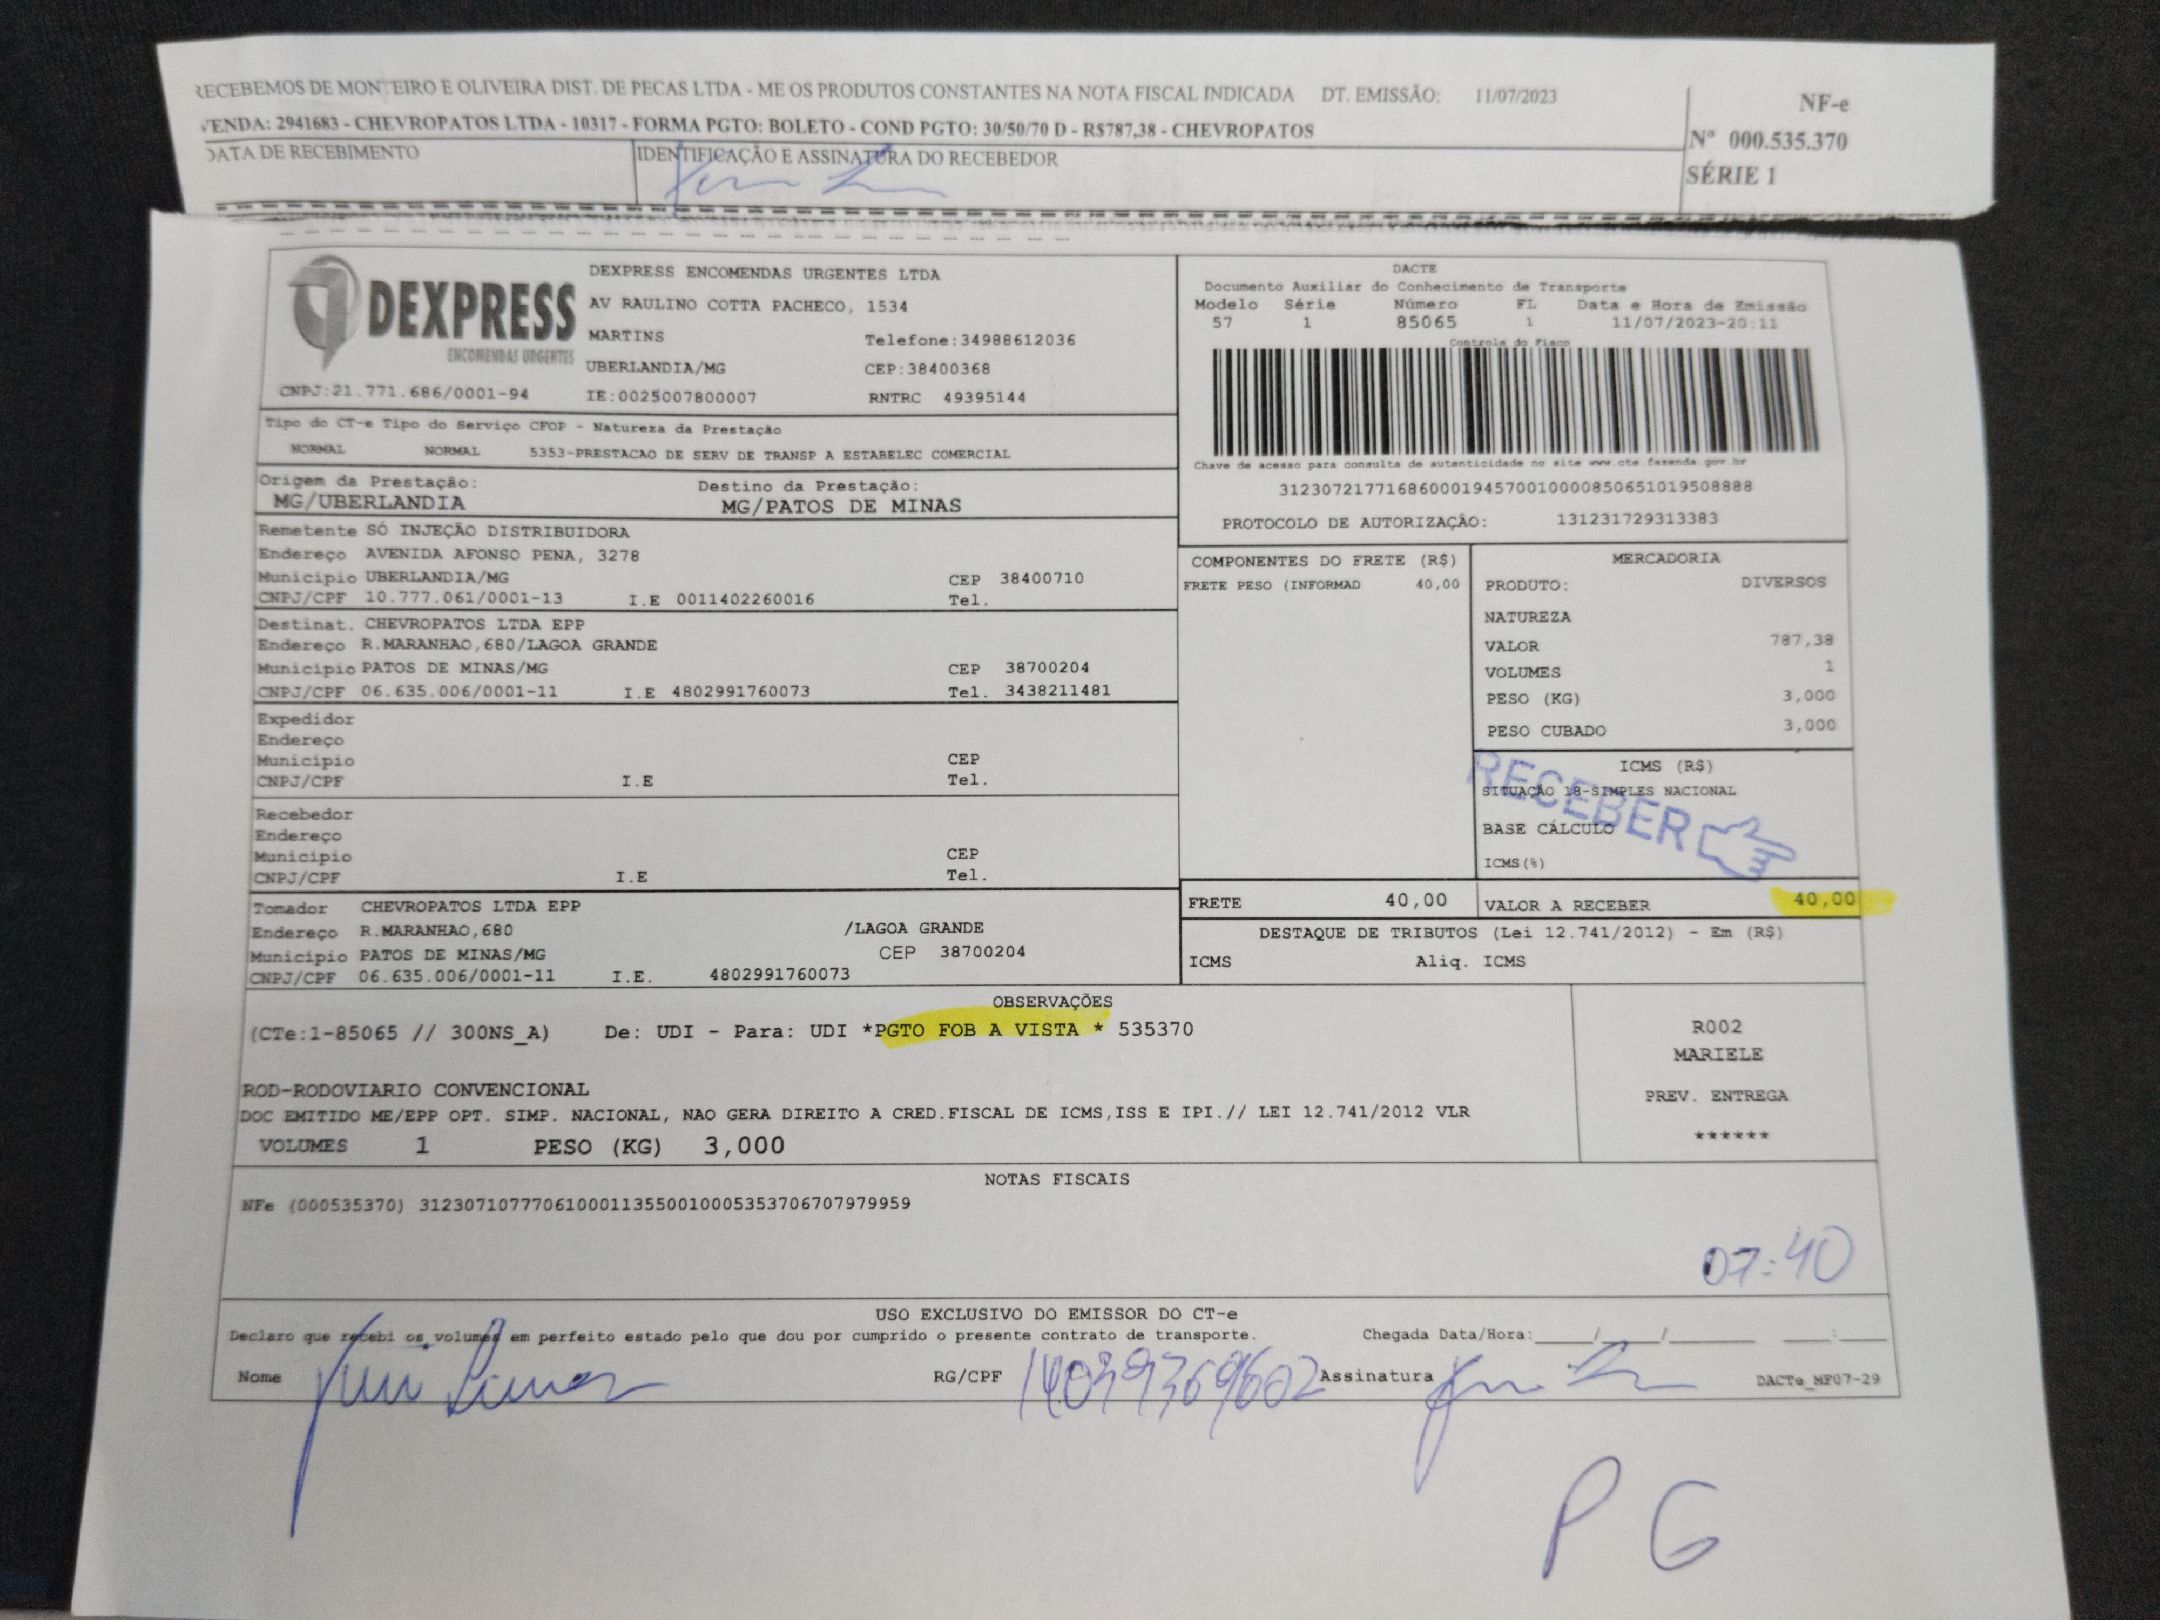 RECEBEMOS DE MONTEIRO E OLIVEIRA DIST. DE PECAS LTDA - ME OS PRODUTOS CONSTANTES NA NOTA FISCAL INDICADA DT. EMISSÃO: 11/07/2023
VENDA: 2941683 - CHEVROPATOS LTDA - 10317 - FORMA PGTO: BOLETO - COND PGTO: 30/50/70 D - R$787,38 - CHEVROPATOS
DATA DE RECEBIMENTO
IDENTIFICAÇÃO E ASSINATURA DO RECEBEDOR
NF-e
Nº 000.535.370
SÉRIE 1
DEXPRESS
ENCOMENDAS URGENTES
CNPJ:21.771.686/0001-94
DEXPRESS ENCOMENDAS URGENTES LTDA
AV RAULINO COTTA PACHECO, 1534
MARTINS Telefone:34988612036
UBERLANDIA/MG CEP:38400368
IE:0025007800007 RNTRC 49395144
DACTE
Documento Auxiliar do Conhecimento de Transporte
Modelo Série Número FL Data e Hora de Emissão
57 1 85065 1 11/07/2023-20:11
Controle do Fisco
Chave de acesso para consulta de autenticidade no site www.cte.fazenda.gov.br
31230721771686000194570010000850651019508888
PROTOCOLO DE AUTORIZAÇÃO: 131231729313383
Tipo do CT-e Tipo do Serviço CFOP - Natureza da Prestação
NORMAL NORMAL 5353-PRESTACAO DE SERV DE TRANSP A ESTABELEC COMERCIAL
Origem da Prestação: Destino da Prestação:
MG/UBERLANDIA MG/PATOS DE MINAS
Remetente SÓ INJEÇÃO DISTRIBUIDORA
Endereço AVENIDA AFONSO PENA, 3278
Municipio UBERLANDIA/MG CEP 38400710
CNPJ/CPF 10.777.061/0001-13 I.E 0011402260016 Tel.
Destinat. CHEVROPATOS LTDA EPP
Endereço R.MARANHAO,680/LAGOA GRANDE
Municipio PATOS DE MINAS/MG CEP 38700204
CNPJ/CPF 06.635.006/0001-11 I.E 4802991760073 Tel. 3438211481
Expedidor
Endereço
Municipio CEP
CNPJ/CPF I.E Tel.
Recebedor
Endereço
Municipio CEP
CNPJ/CPF I.E Tel.
Tomador CHEVROPATOS LTDA EPP
Endereço R.MARANHAO,680 /LAGOA GRANDE
Municipio PATOS DE MINAS/MG CEP 38700204
CNPJ/CPF 06.635.006/0001-11 I.E. 4802991760073
COMPONENTES DO FRETE (R$)
FRETE PESO (INFORMAD 40,00
MERCADORIA
PRODUTO: DIVERSOS
NATUREZA
VALOR 787,38
VOLUMES 1
PESO (KG) 3,000
PESO CUBADO 3,000
ICMS (R$)
SITUAÇÃO 18-SIMPLES NACIONAL
BASE CÁLCULO
ICMS(%)
RECEBER
FRETE 40,00 VALOR A RECEBER 40,00
DESTAQUE DE TRIBUTOS (Lei 12.741/2012) - Em (R$)
ICMS Aliq. ICMS
OBSERVAÇÕES
(CTe:1-85065 // 300NS_A) De: UDI - Para: UDI *PGTO FOB A VISTA * 535370
ROD-RODOVIARIO CONVENCIONAL
DOC EMITIDO ME/EPP OPT. SIMP. NACIONAL, NAO GERA DIREITO A CRED.FISCAL DE ICMS,ISS E IPI.// LEI 12.741/2012 VLR
VOLUMES 1 PESO (KG) 3,000
R002
MARIELE
PREV. ENTREGA
******
NOTAS FISCAIS
NFe (000535370) 31230710777061000113550010005353706707979959
07:40
USO EXCLUSIVO DO EMISSOR DO CT-e
Declaro que recebi os volumes em perfeito estado pelo que dou por cumprido o presente contrato de transporte. Chegada Data/Hora:____/____/______ ___:___
Nome RG/CPF 14039369602 Assinatura DACTe_MF07-29
PG